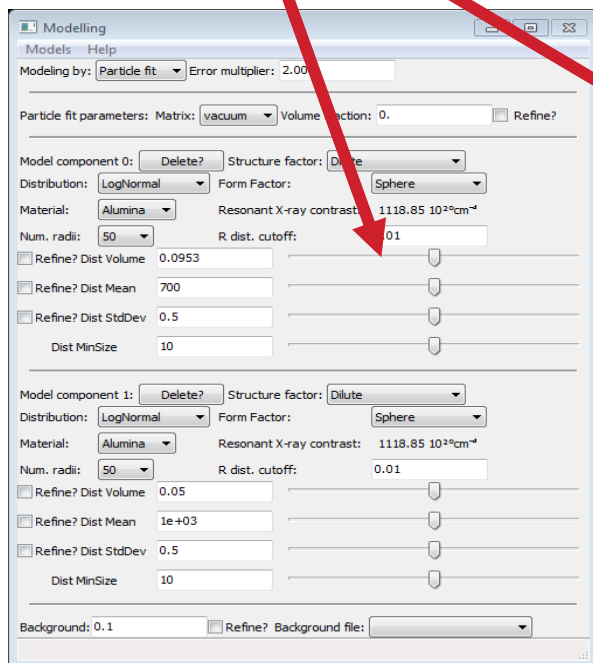 Modelling
Models Help
Modeling by: Particle fit Error multiplier: 2.00
Particle fit parameters: Matrix: vacuum Volume fraction: 0. Refine?
Model component 0: Delete? Structure factor: Dilute
Distribution: LogNormal Form Factor: Sphere
Material: Alumina Resonant X-ray contrast: 1118.85 10²⁰cm⁻⁴
Num. radii: 50 R dist. cutoff: .01
Refine? Dist Volume 0.0953
Refine? Dist Mean 700
Refine? Dist StdDev 0.5
Dist MinSize 10
Model component 1: Delete? Structure factor: Dilute
Distribution: LogNormal Form Factor: Sphere
Material: Alumina Resonant X-ray contrast: 1118.85 10²⁰cm⁻⁴
Num. radii: 50 R dist. cutoff: 0.01
Refine? Dist Volume 0.05
Refine? Dist Mean 1e+03
Refine? Dist StdDev 0.5
Dist MinSize 10
Background: 0.1 Refine? Background file: